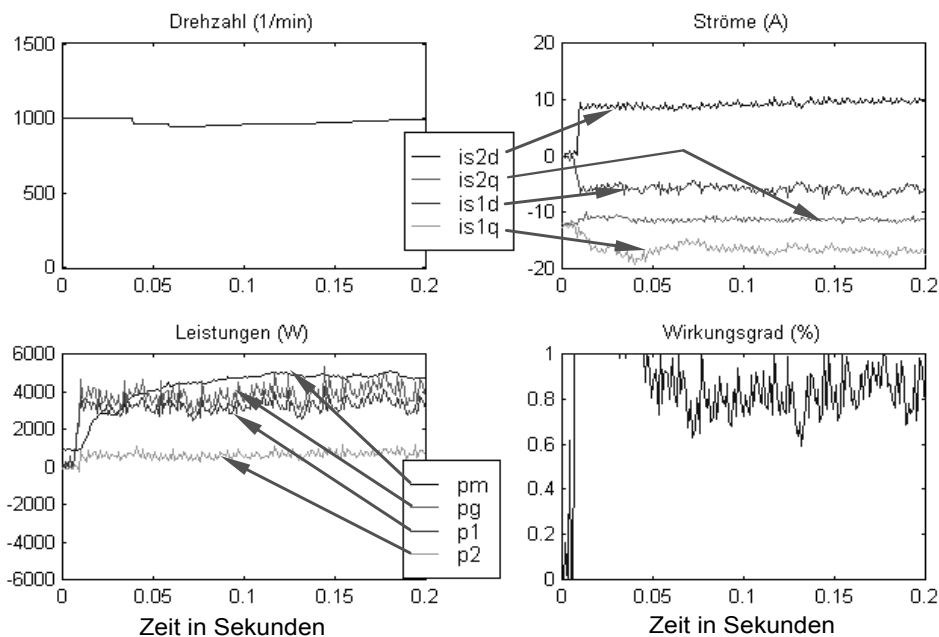 Drehzahl (1/min)
1500
1000
500
0
0 0.05 0.1 0.15 0.2
Ströme (A)
20
10
0
-10
-20
0 0.05 0.1 0.15 0.2
is2d
is2q
is1d
is1q
Leistungen (W)
6000
4000
2000
0
-2000
-4000
-6000
0 0.05 0.1 0.15 0.2
Zeit in Sekunden
pm
pg
p1
p2
Wirkungsgrad (%)
1
0.8
0.6
0.4
0.2
0
0 0.05 0.1 0.15 0.2
Zeit in Sekunden